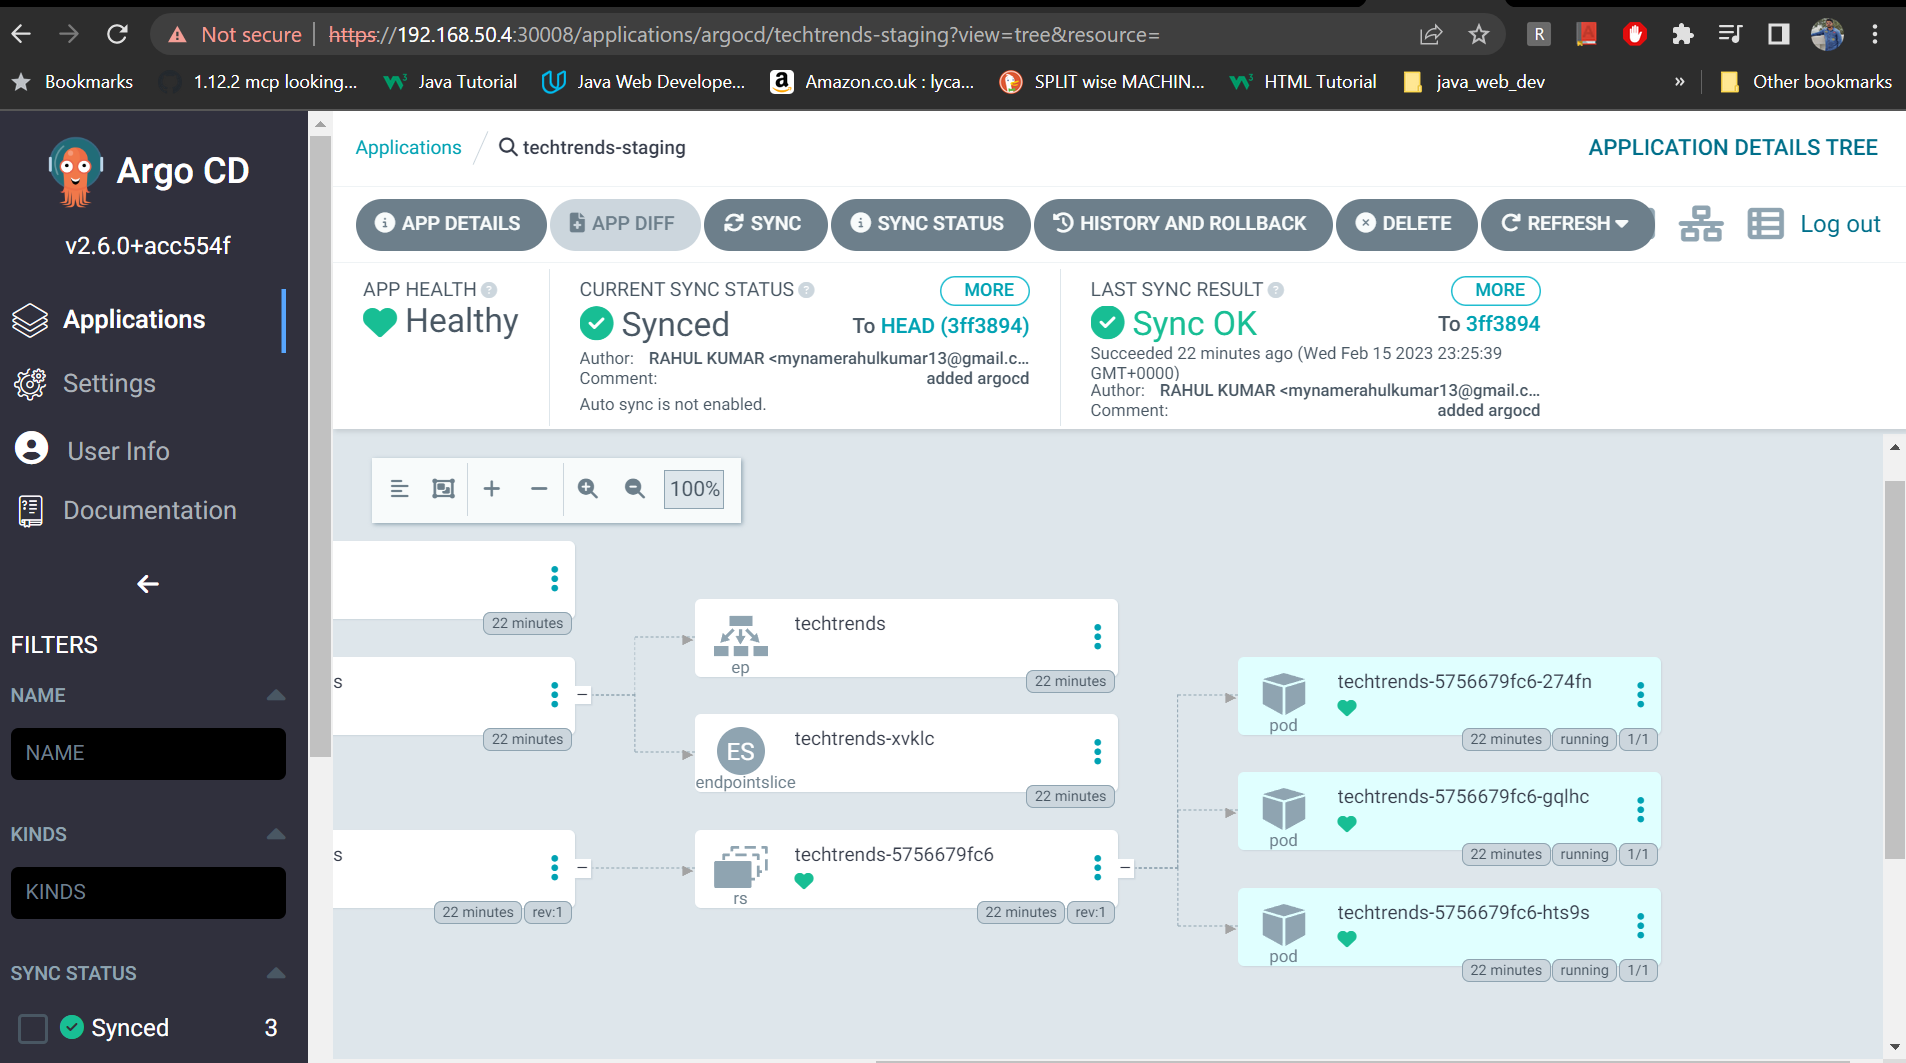 Not secure | https://192.168.50.4:30008/applications/argocd/techtrends-staging?view=tree&resource=
R
Bookmarks 1.12.2 mcp looking... Java Tutorial Java Web Develope... Amazon.co.uk : lyca... SPLIT wise MACHIN... HTML Tutorial java_web_dev » Other bookmarks
Argo CD
v2.6.0+acc554f
Applications
Settings
User Info
Documentation
FILTERS
NAME
NAME
KINDS
KINDS
SYNC STATUS
Synced 3
Applications / techtrends-staging
APPLICATION DETAILS TREE
APP DETAILS APP DIFF SYNC SYNC STATUS HISTORY AND ROLLBACK DELETE REFRESH Log out
APP HEALTH
Healthy
CURRENT SYNC STATUS MORE
Synced To HEAD (3ff3894)
Author: RAHUL KUMAR <mynamerahulkumar13@gmail.c...
Comment: added argocd
Auto sync is not enabled.
LAST SYNC RESULT MORE
Sync OK To 3ff3894
Succeeded 22 minutes ago (Wed Feb 15 2023 23:25:39
GMT+0000)
Author: RAHUL KUMAR <mynamerahulkumar13@gmail.c...
Comment: added argocd
100%
22 minutes
s
22 minutes
s
22 minutes rev:1
techtrends
ep
22 minutes
techtrends-xvklc
ES
endpointslice
22 minutes
techtrends-5756679fc6
rs
22 minutes rev:1
techtrends-5756679fc6-274fn
pod
22 minutes running 1/1
techtrends-5756679fc6-gqlhc
pod
22 minutes running 1/1
techtrends-5756679fc6-hts9s
pod
22 minutes running 1/1